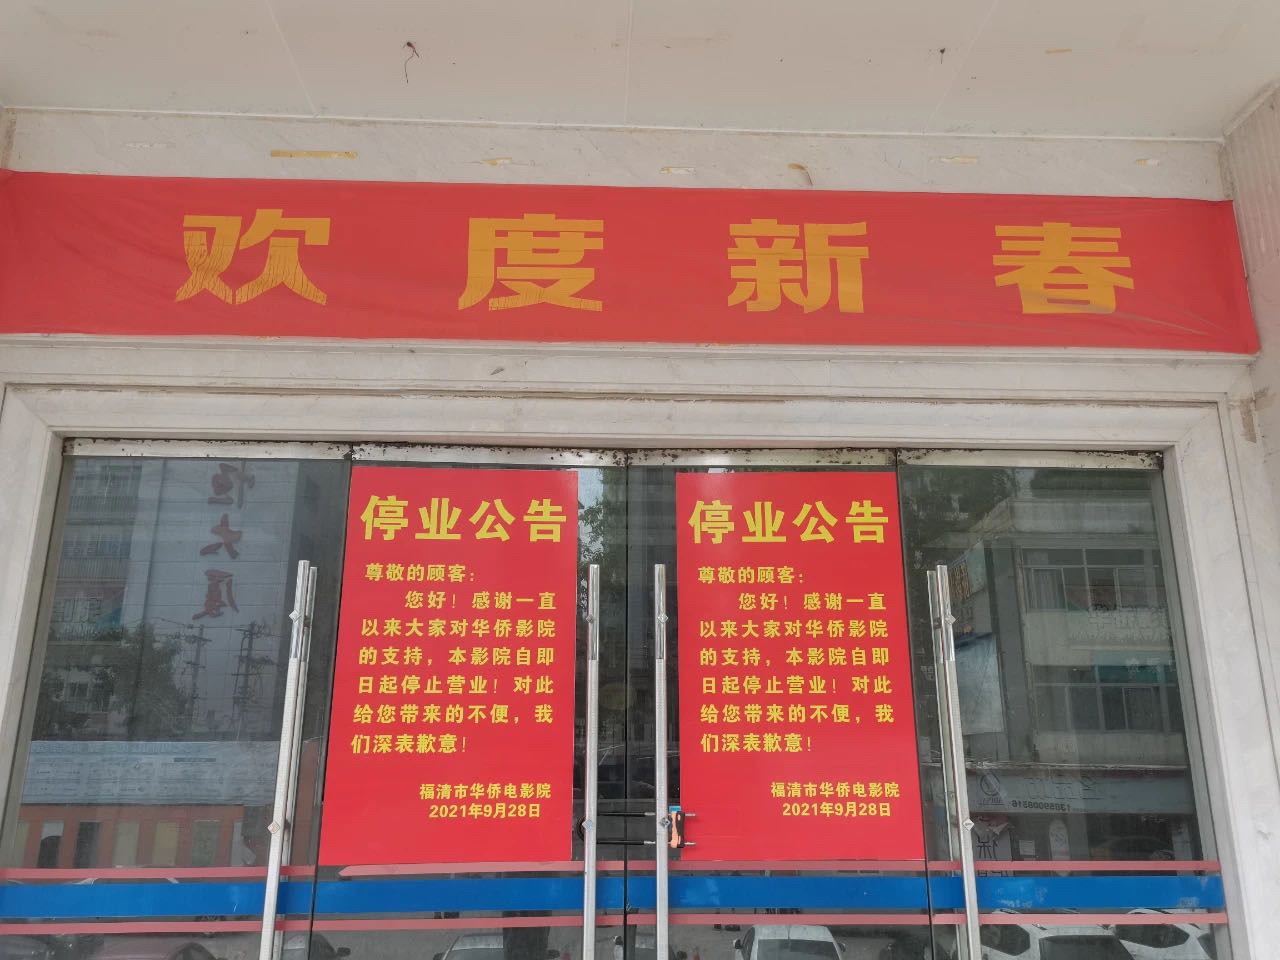 欢度新春
停业公告
尊敬的顾客：
您好！感谢一直
以来大家对华侨影院
的支持，本影院自即
日起停止营业！对此
给您带来的不便，我
们深表歉意！
福清市华侨电影院
2021年9月28日
停业公告
尊敬的顾客：
您好！感谢一直
以来大家对华侨影院
的支持，本影院自即
日起停止营业！对此
给您带来的不便，我
们深表歉意！
福清市华侨电影院
2021年9月28日
恒大厦